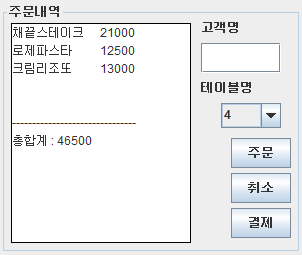 주문내역
채끝스테이크 21000
로제파스타 12500
크림리조또 13000
--------------------------------
총합계 : 46500
고객명
테이블명
4
주문
취소
결제